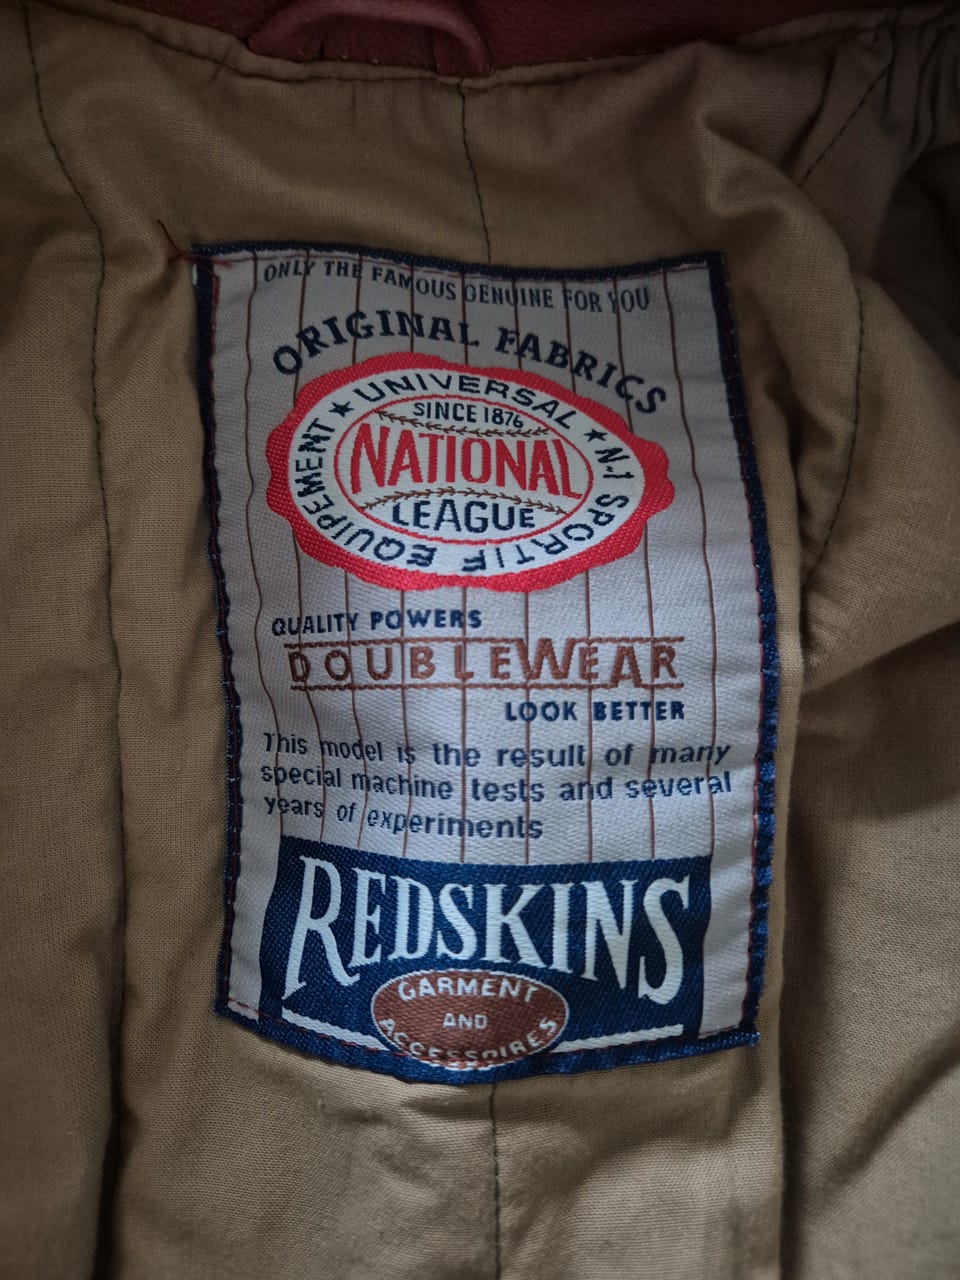 ONLY THE FAMOUS GENUINE FOR YOU
ORIGINAL FABRICS
UNIVERSAL ★ N.1 SPORTIF EQUIPEMENT ★
SINCE 1876
NATIONAL
LEAGUE
QUALITY POWERS
DOUBLEWEAR
LOOK BETTER
This model is the result of many
special machine tests and several
years of experiments
REDSKINS
GARMENT
AND
ACCESSOIRES